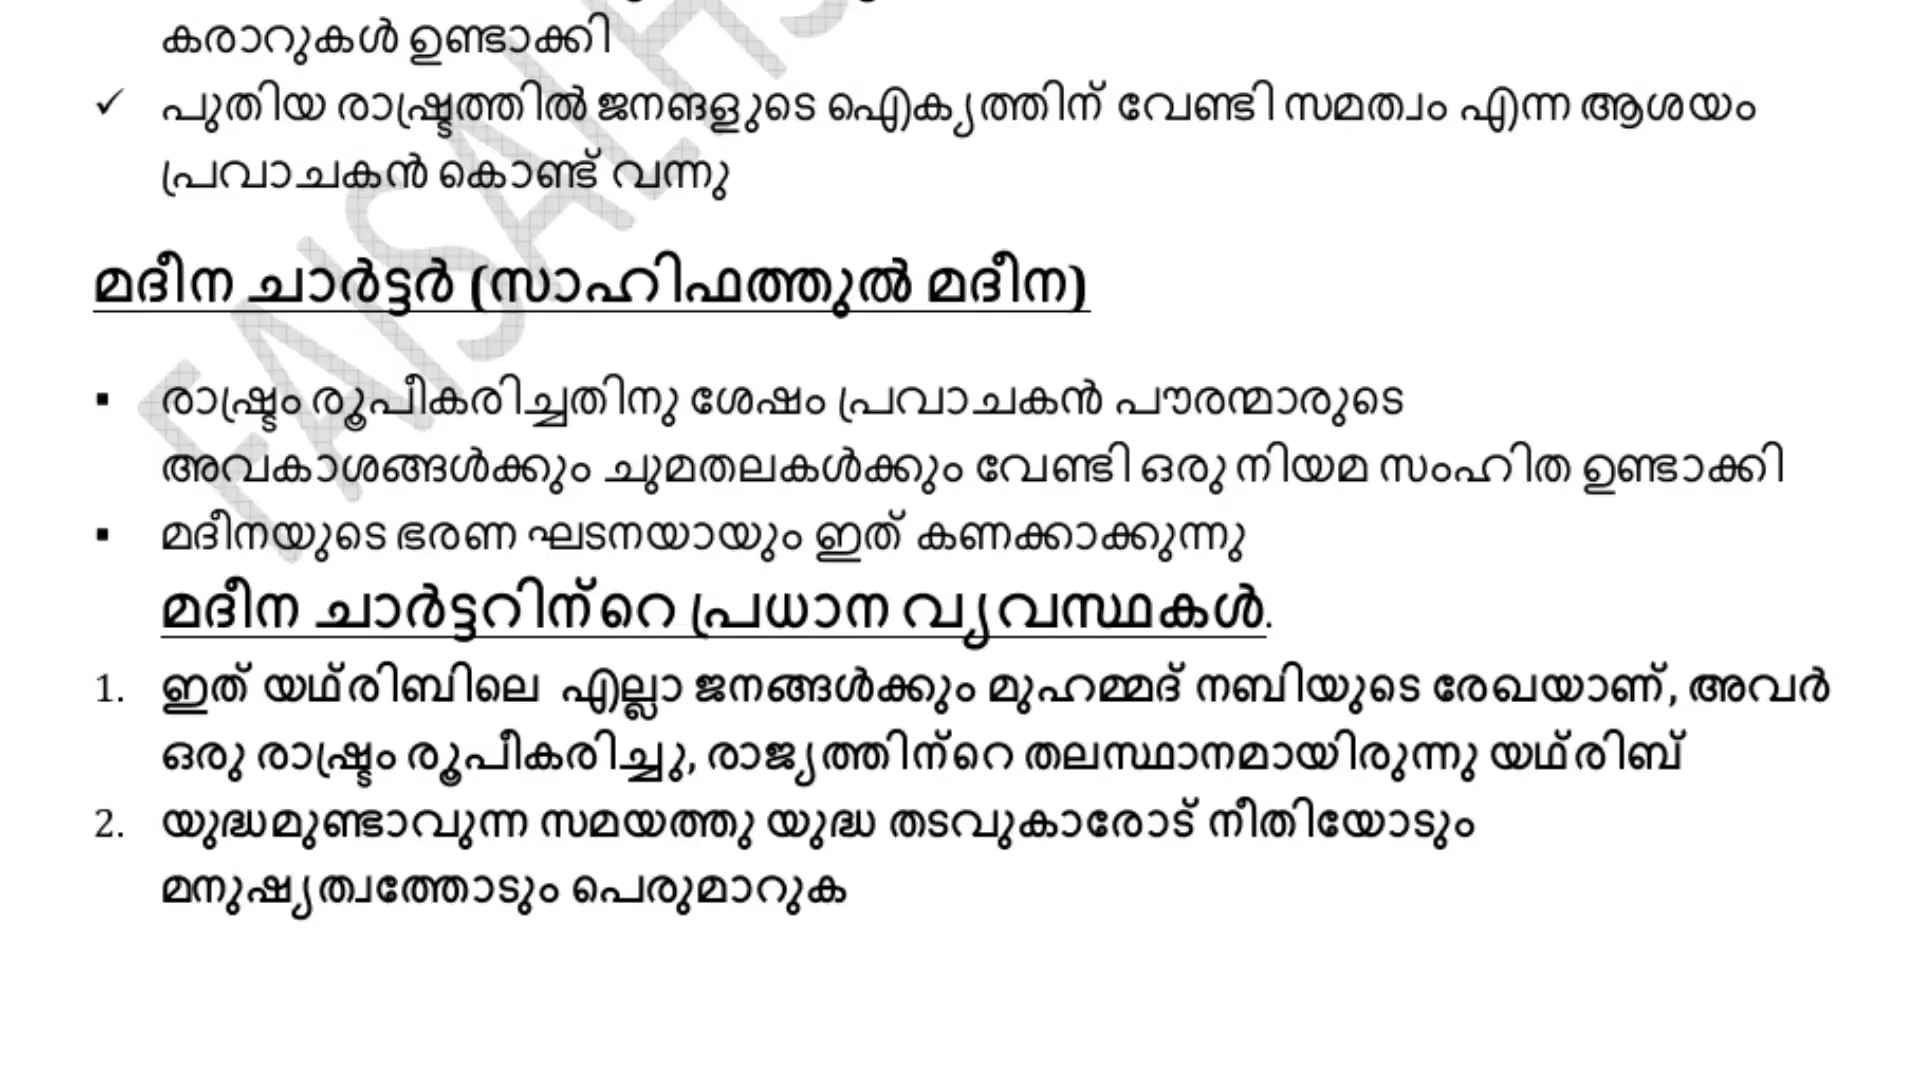 കരാറുകൾ ഉണ്ടാക്കി
✓ പുതിയ രാഷ്ട്രത്തിൽ ജനങളുടെ ഐക്യത്തിന് വേണ്ടി സമത്വം എന്ന ആശയം
പ്രവാചകൻ കൊണ്ട് വന്നു
മദീന ചാർട്ടർ (സാഹിഫത്തുൽ മദീന)
▪ രാഷ്ട്രം രൂപീകരിച്ചതിനു ശേഷം പ്രവാചകൻ പൗരന്മാരുടെ
അവകാശങ്ങൾക്കും ചുമതലകൾക്കും വേണ്ടി ഒരു നിയമ സംഹിത ഉണ്ടാക്കി
▪ മദീനയുടെ ഭരണ ഘടനയായും ഇത് കണക്കാക്കുന്നു
മദീന ചാർട്ടറിന്റെ പ്രധാന വ്യവസ്ഥകൾ.
1. ഇത് യഥ്രിബിലെ എല്ലാ ജനങ്ങൾക്കും മുഹമ്മദ് നബിയുടെ രേഖയാണ്, അവർ
ഒരു രാഷ്ട്രം രൂപീകരിച്ചു, രാജ്യത്തിന്റെ തലസ്ഥാനമായിരുന്നു യഥ്രിബ്
2. യുദ്ധമുണ്ടാവുന്ന സമയത്തു യുദ്ധ തടവുകാരോട് നീതിയോടും
മനുഷ്യത്വത്തോടും പെരുമാറുക
FAISAL